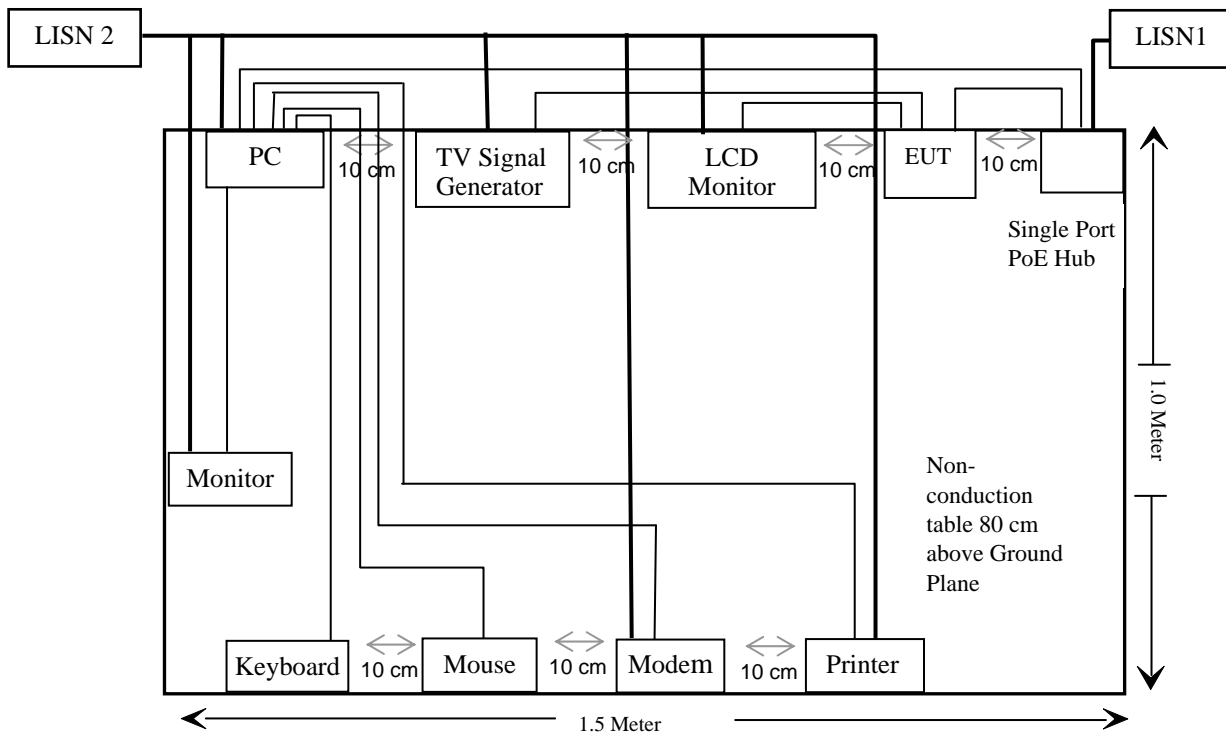 LISN 2
LISN1
PC
10 cm
TV Signal
Generator
10 cm
LCD
Monitor
10 cm
EUT
10 cm
Single Port
PoE Hub
1.0 Meter
Monitor
Non-
conduction
table 80 cm
above Ground
Plane
Keyboard
10 cm
Mouse
10 cm
Modem
10 cm
Printer
1.5 Meter